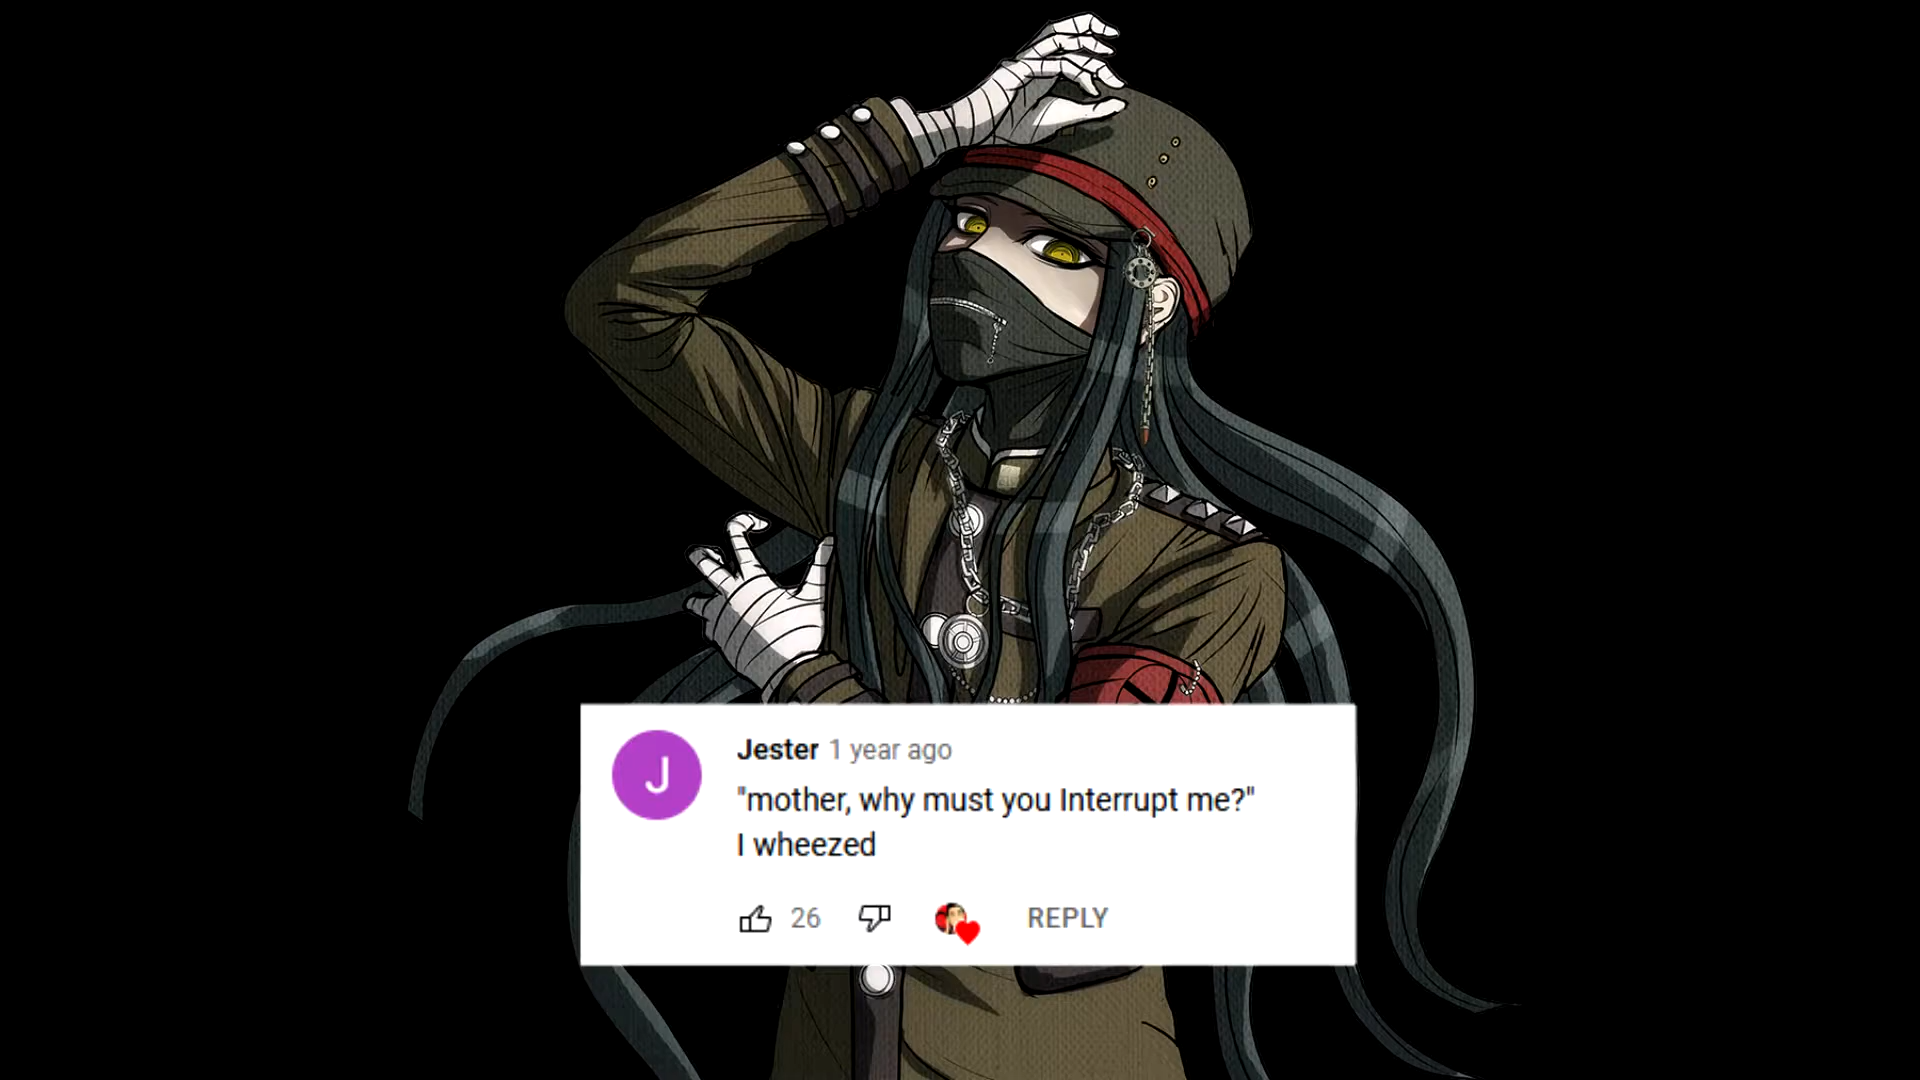 J
Jester 1 year ago
"mother, why must you Interrupt me?"
I wheezed
26 REPLY